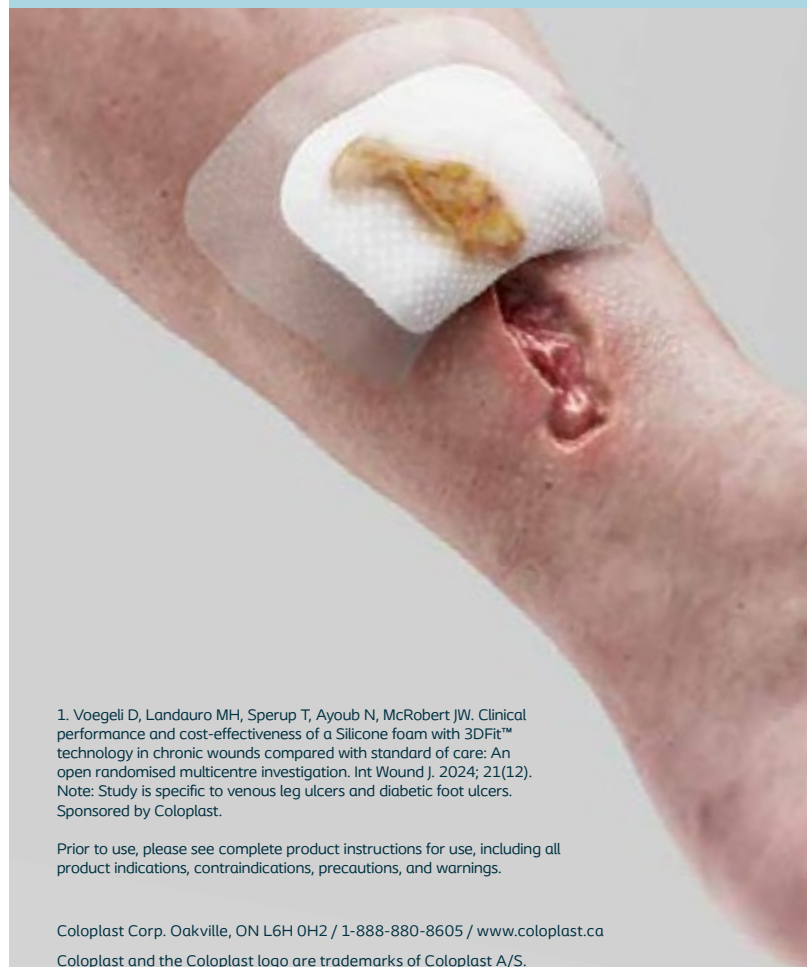 1. Voegeli D, Landauro MH, Sperup T, Ayoub N, McRobert JW. Clinical
performance and cost-effectiveness of a Silicone foam with 3DFit™
technology in chronic wounds compared with standard of care: An
open randomised multicentre investigation. Int Wound J. 2024; 21(12).
Note: Study is specific to venous leg ulcers and diabetic foot ulcers.
Sponsored by Coloplast.
Prior to use, please see complete product instructions for use, including all
product indications, contraindications, precautions, and warnings.
Coloplast Corp. Oakville, ON L6H 0H2 / 1-888-880-8605 / www.coloplast.ca
Coloplast and the Coloplast logo are trademarks of Coloplast A/S.